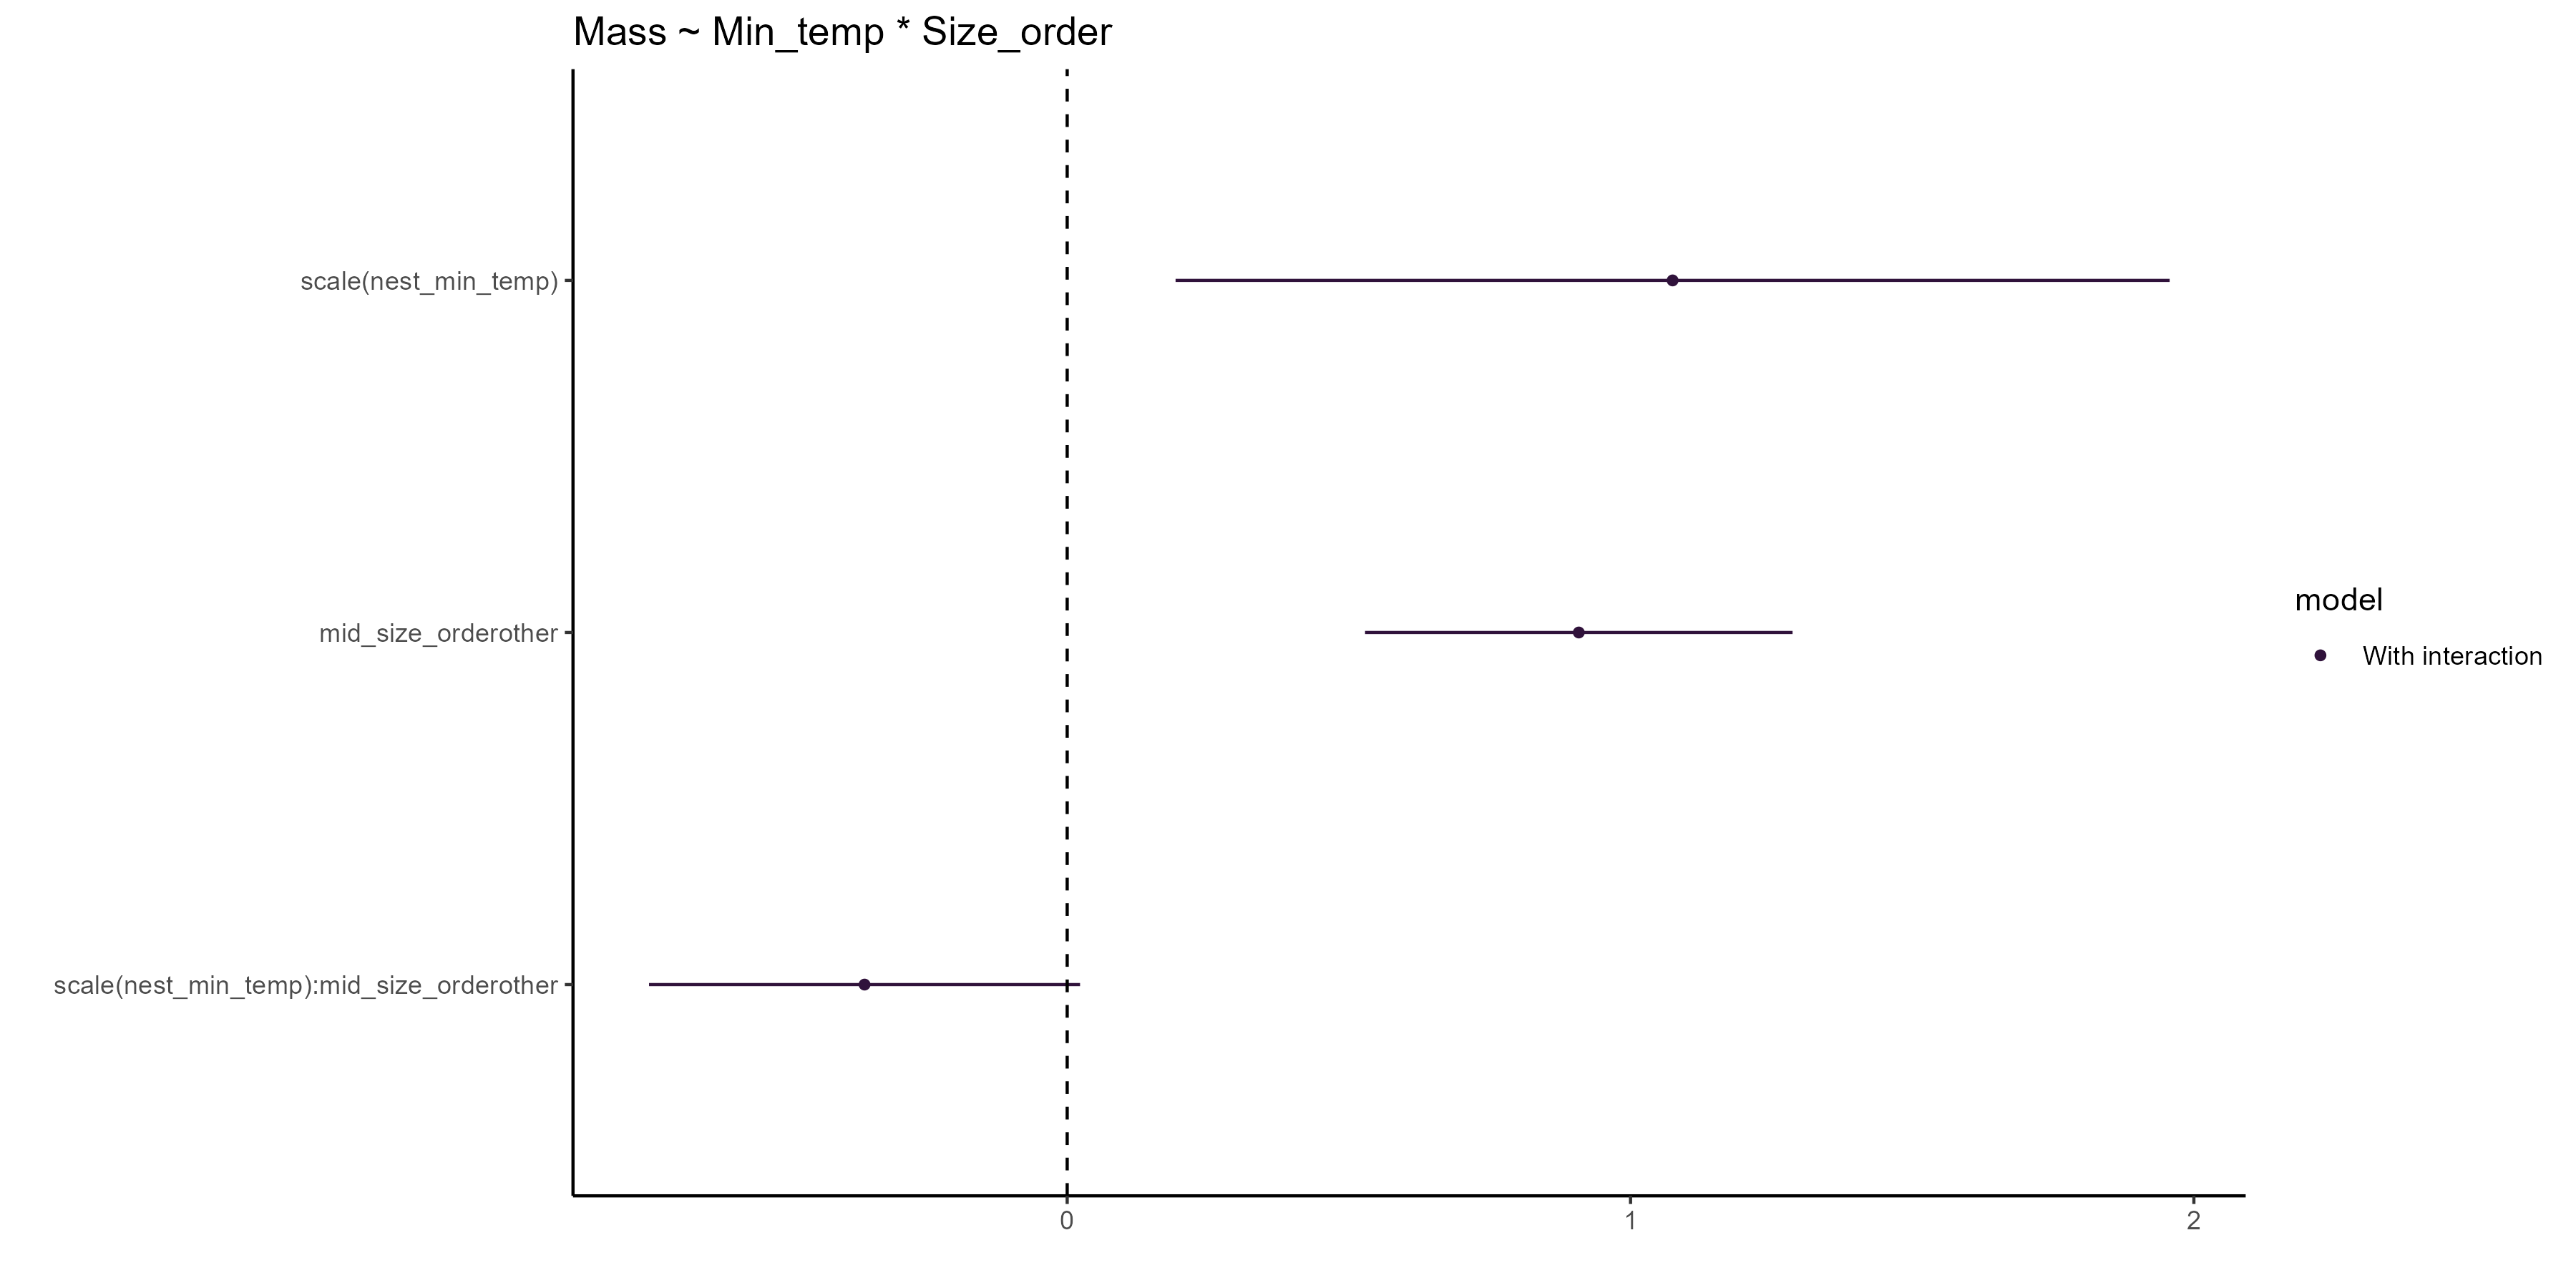 Mass ~ Min_temp * Size_order
scale(nest_min_temp)
mid_size_orderother
scale(nest_min_temp):mid_size_orderother
0 1 2
model
With interaction